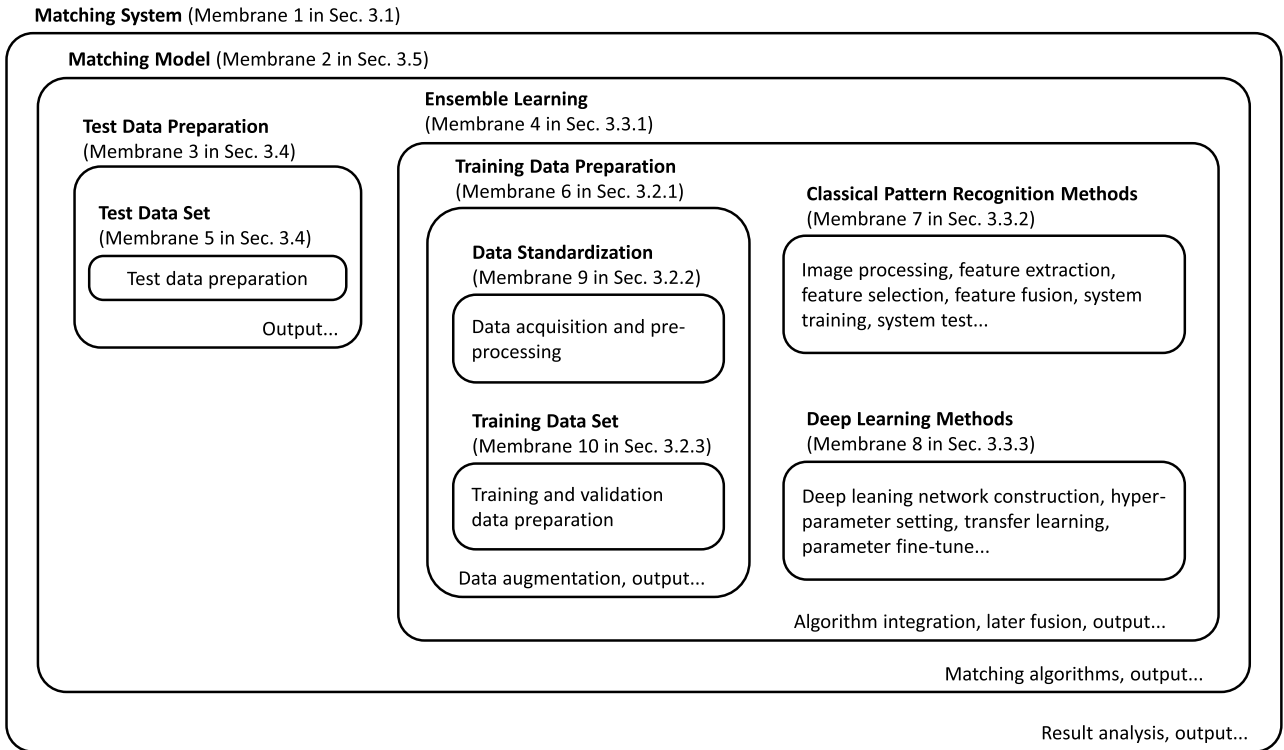 Matching System (Membrane 1 in Sec. 3.1)
Matching Model (Membrane 2 in Sec. 3.5)
Test Data Preparation
(Membrane 3 in Sec. 3.4)
Test Data Set
(Membrane 5 in Sec. 3.4)
Test data preparation
Output...
Ensemble Learning
(Membrane 4 in Sec. 3.3.1)
Training Data Preparation
(Membrane 6 in Sec. 3.2.1)
Data Standardization
(Membrane 9 in Sec. 3.2.2)
Data acquisition and pre-
processing
Training Data Set
(Membrane 10 in Sec. 3.2.3)
Training and validation
data preparation
Data augmentation, output...
Classical Pattern Recognition Methods
(Membrane 7 in Sec. 3.3.2)
Image processing, feature extraction,
feature selection, feature fusion, system
training, system test...
Deep Learning Methods
(Membrane 8 in Sec. 3.3.3)
Deep leaning network construction, hyper-
parameter setting, transfer learning,
parameter fine-tune...
Algorithm integration, later fusion, output...
Matching algorithms, output...
Result analysis, output...